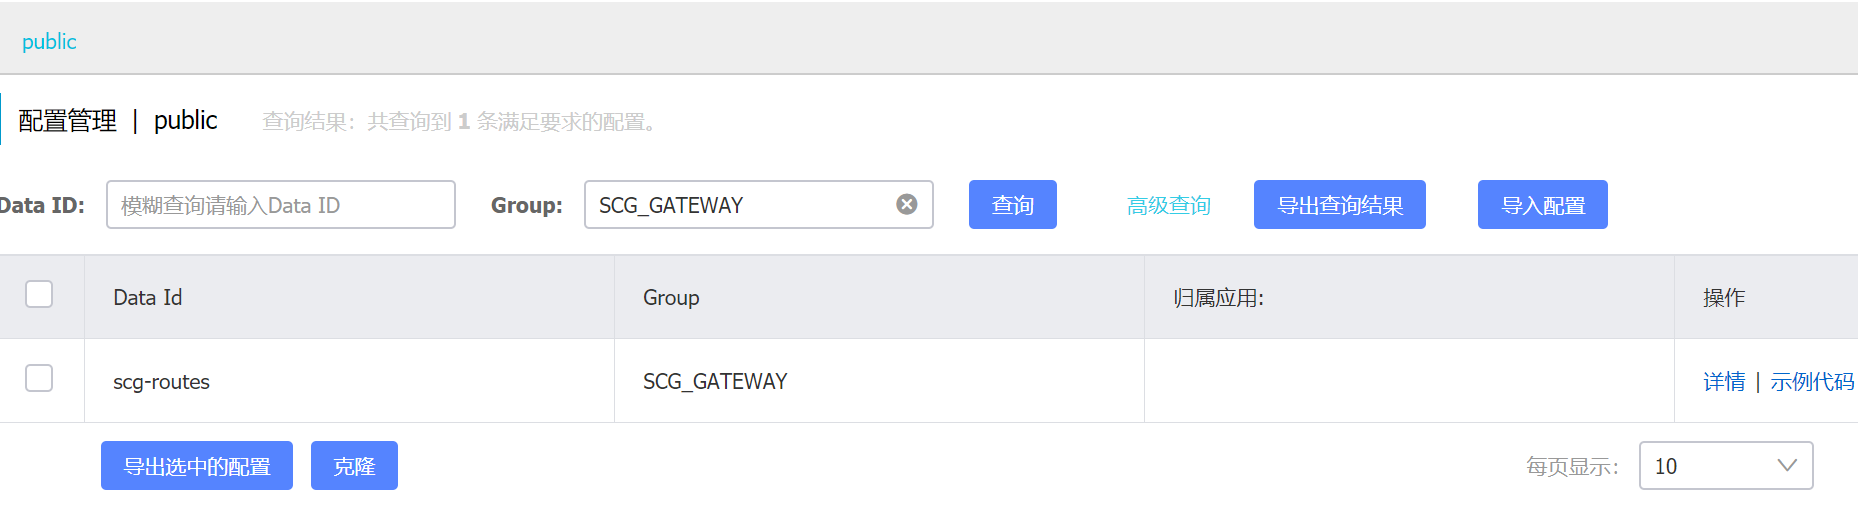 public
配置管理 | public 查询结果：共查询到 1 条满足要求的配置。
Data ID: 模糊查询请输入Data ID Group: SCG_GATEWAY 查询 高级查询 导出查询结果 导入配置
Data Id Group 归属应用: 操作
scg-routes SCG_GATEWAY 详情 | 示例代码
导出选中的配置 克隆 每页显示: 10